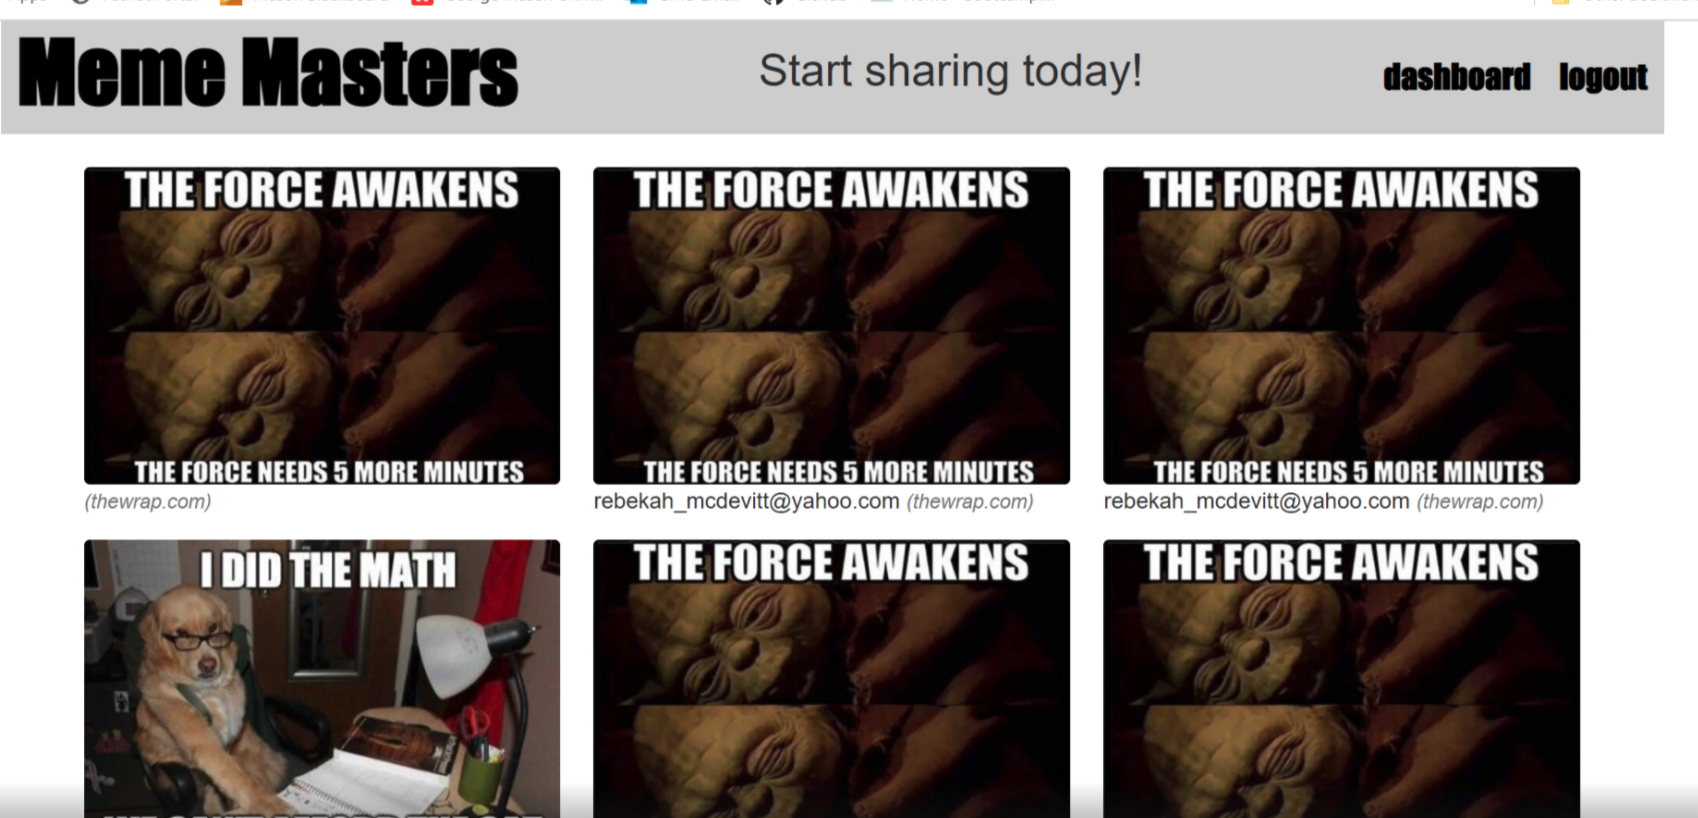 Meme Masters
Start sharing today!
dashboard logout
THE FORCE AWAKENS
THE FORCE NEEDS 5 MORE MINUTES
(thewrap.com)
THE FORCE AWAKENS
THE FORCE NEEDS 5 MORE MINUTES
rebekah_mcdevitt@yahoo.com (thewrap.com)
THE FORCE AWAKENS
THE FORCE NEEDS 5 MORE MINUTES
rebekah_mcdevitt@yahoo.com (thewrap.com)
I DID THE MATH
THE FORCE AWAKENS
THE FORCE AWAKENS